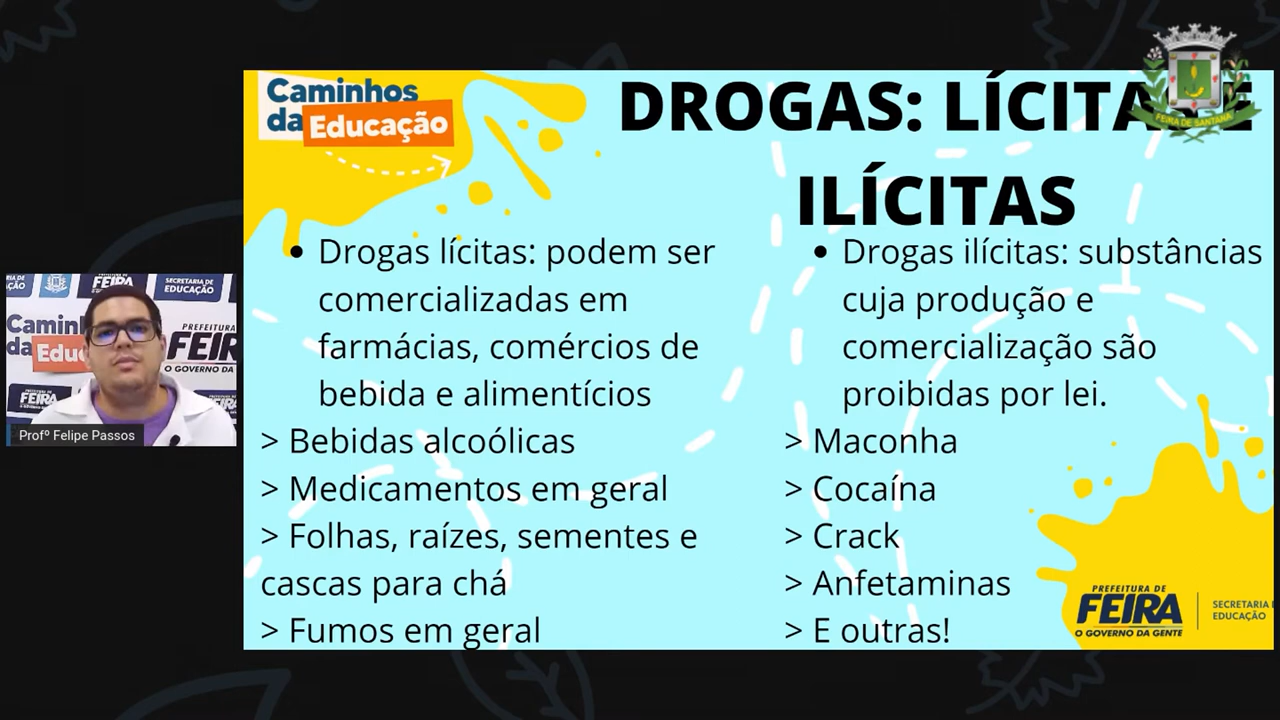 Caminhos
da Educação
DROGAS: LÍCITAS E
ILÍCITAS
FEIRA DE SANTANA
Drogas lícitas: podem ser
comercializadas em
farmácias, comércios de
bebida e alimentícios
> Bebidas alcoólicas
> Medicamentos em geral
> Folhas, raízes, sementes e
cascas para chá
> Fumos em geral
Drogas ilícitas: substâncias
cuja produção e
comercialização são
proibidas por lei.
> Maconha
> Cocaína
> Crack
> Anfetaminas
> E outras!
PREFEITURA DE
FEIRA
O GOVERNO DA GENTE
SECRETARIA
EDUCAÇÃO
SECRETARIA DE
EDUCAÇÃO
PREFEITURA
FEIR
O GOVERNO DA
FEIRA
Profº Felipe Passos